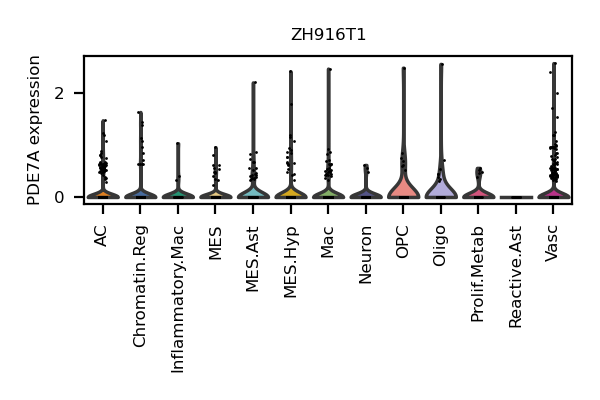 ZH916T1
PDE7A expression
2
0
AC
Chromatin.Reg
Inflammatory.Mac
MES
MES.Ast
MES.Hyp
Mac
Neuron
OPC
Oligo
Prolif.Metab
Reactive.Ast
Vasc